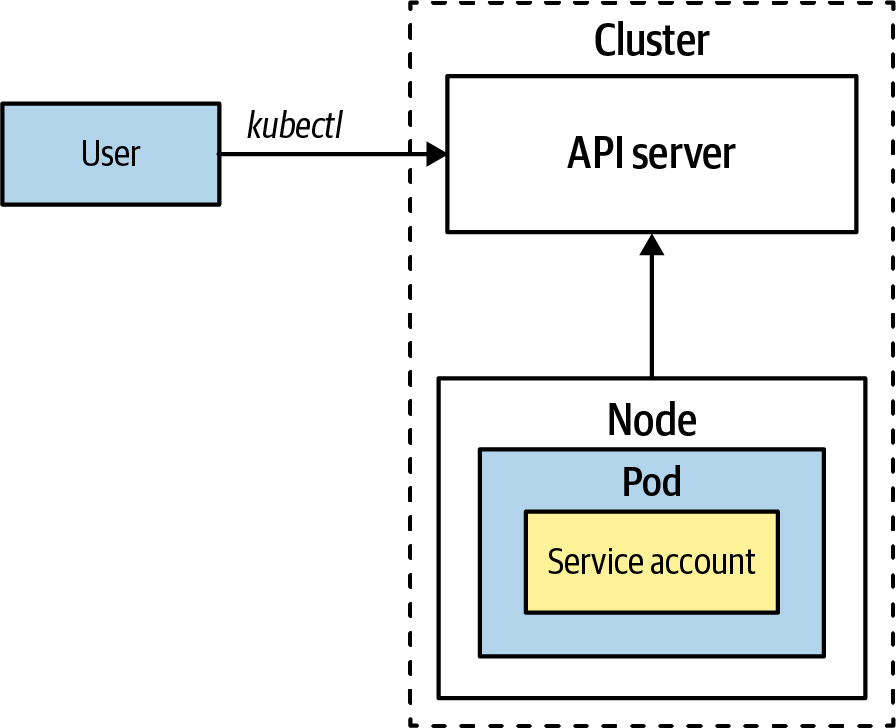 Cluster
User
kubectl
API server
Node
Pod
Service account